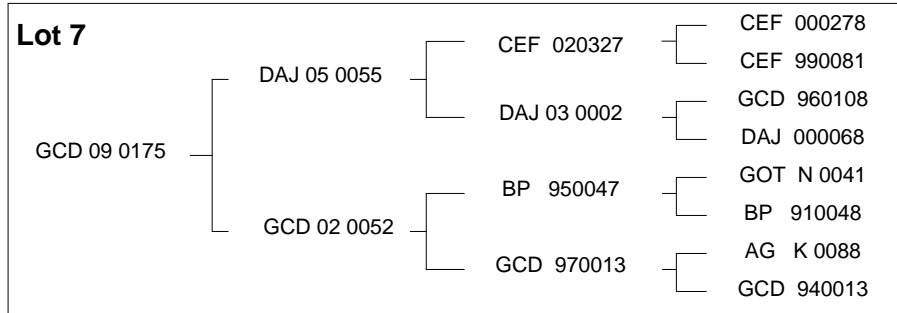 Lot 7
GCD 09 0175
DAJ 05 0055
GCD 02 0052
CEF 020327
DAJ 03 0002
BP 950047
GCD 970013
CEF 000278
CEF 990081
GCD 960108
DAJ 000068
GOT N 0041
BP 910048
AG K 0088
GCD 940013